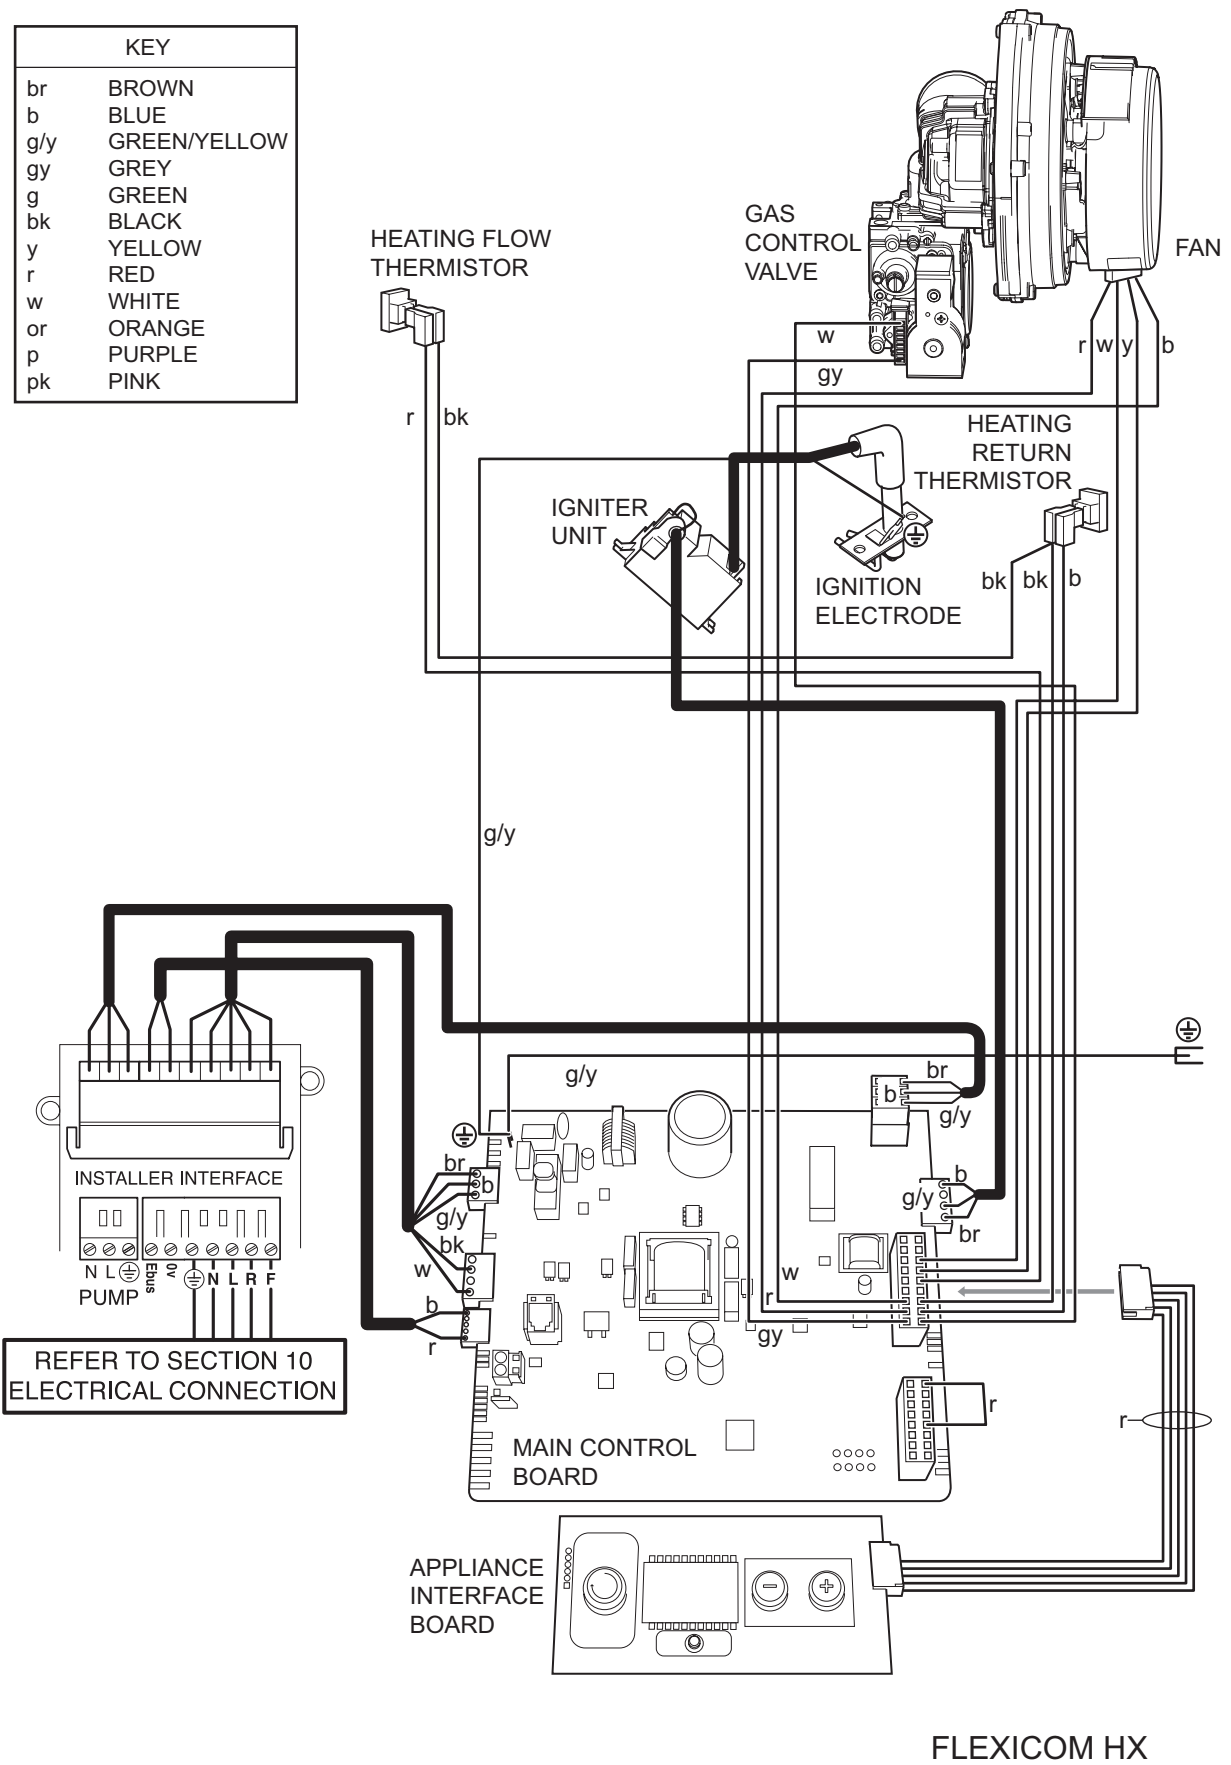 KEY
br BROWN
b BLUE
g/y GREEN/YELLOW
gy GREY
g GREEN
bk BLACK
y YELLOW
r RED
w WHITE
or ORANGE
p PURPLE
pk PINK
HEATING FLOW
THERMISTOR
r bk
GAS
CONTROL
VALVE
FAN
w
gy
r w y b
HEATING
RETURN
THERMISTOR
bk bk b
IGNITER
UNIT
IGNITION
ELECTRODE
g/y
g/y
br
b
g/y
br
b
g/y
bk
w
b
r
b
g/y
br
w
r
gy
r
r
INSTALLER INTERFACE
N L
PUMP
Ebus 0v N L R F
REFER TO SECTION 10
ELECTRICAL CONNECTION
MAIN CONTROL
BOARD
APPLIANCE
INTERFACE
BOARD
FLEXICOM HX